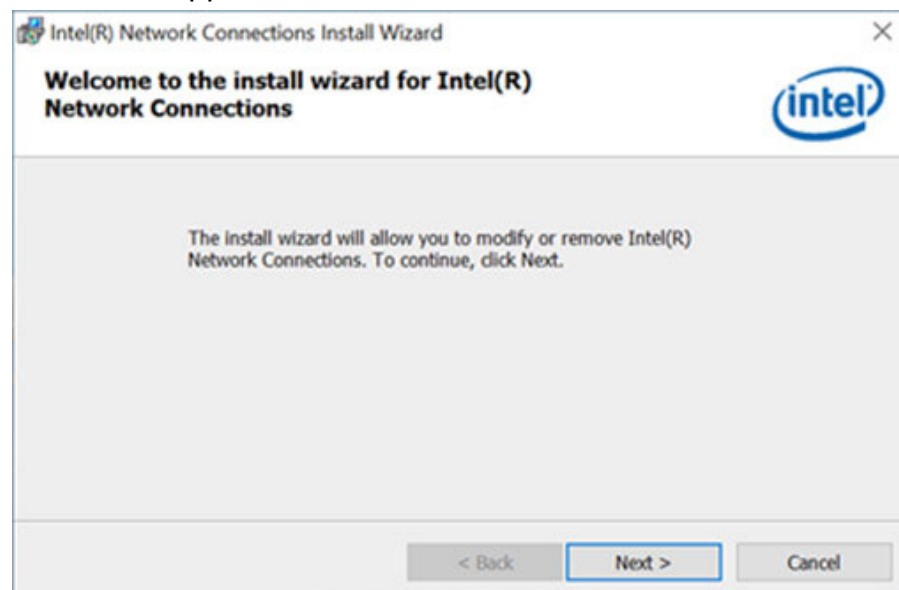 Intel(R) Network Connections Install Wizard
Welcome to the install wizard for Intel(R)
Network Connections
intel
The install wizard will allow you to modify or remove Intel(R)
Network Connections. To continue, click Next.
< Back Next > Cancel